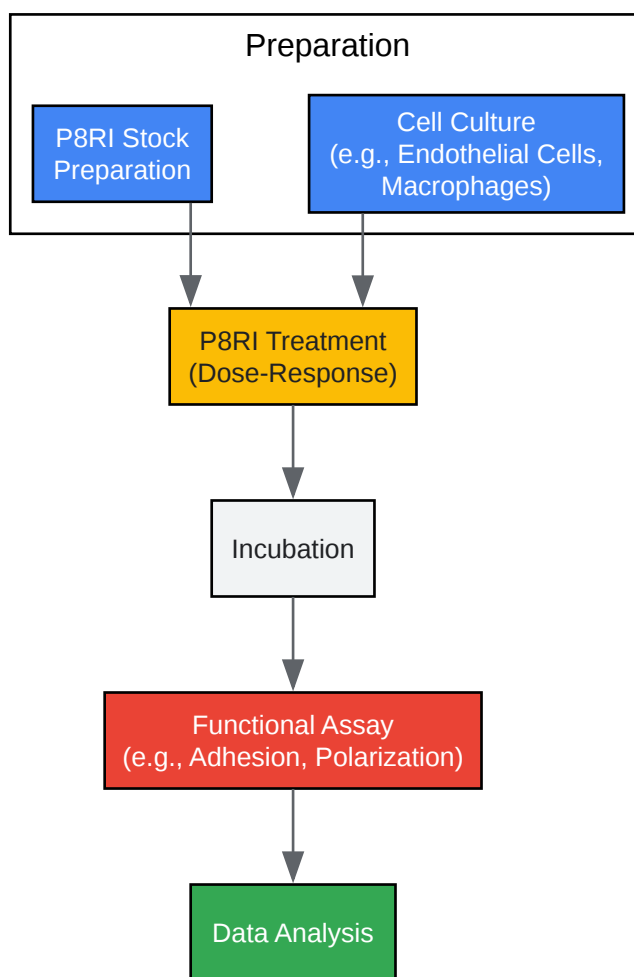 Preparation
P8RI Stock
Preparation
Cell Culture
(e.g., Endothelial Cells,
Macrophages)
P8RI Treatment
(Dose-Response)
Incubation
Functional Assay
(e.g., Adhesion, Polarization)
Data Analysis